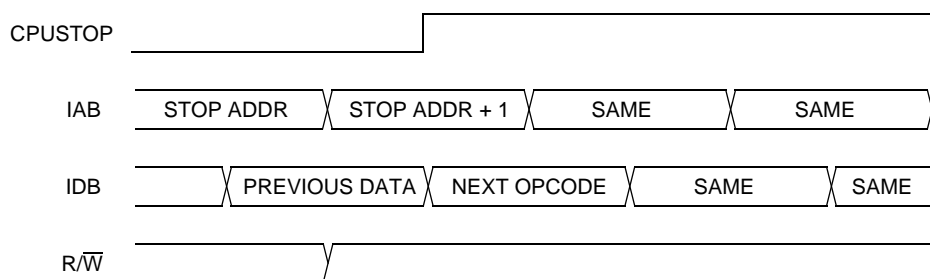 CPUSTOP
IAB STOP ADDR STOP ADDR + 1 SAME SAME
IDB PREVIOUS DATA NEXT OPCODE SAME SAME
R/W̅